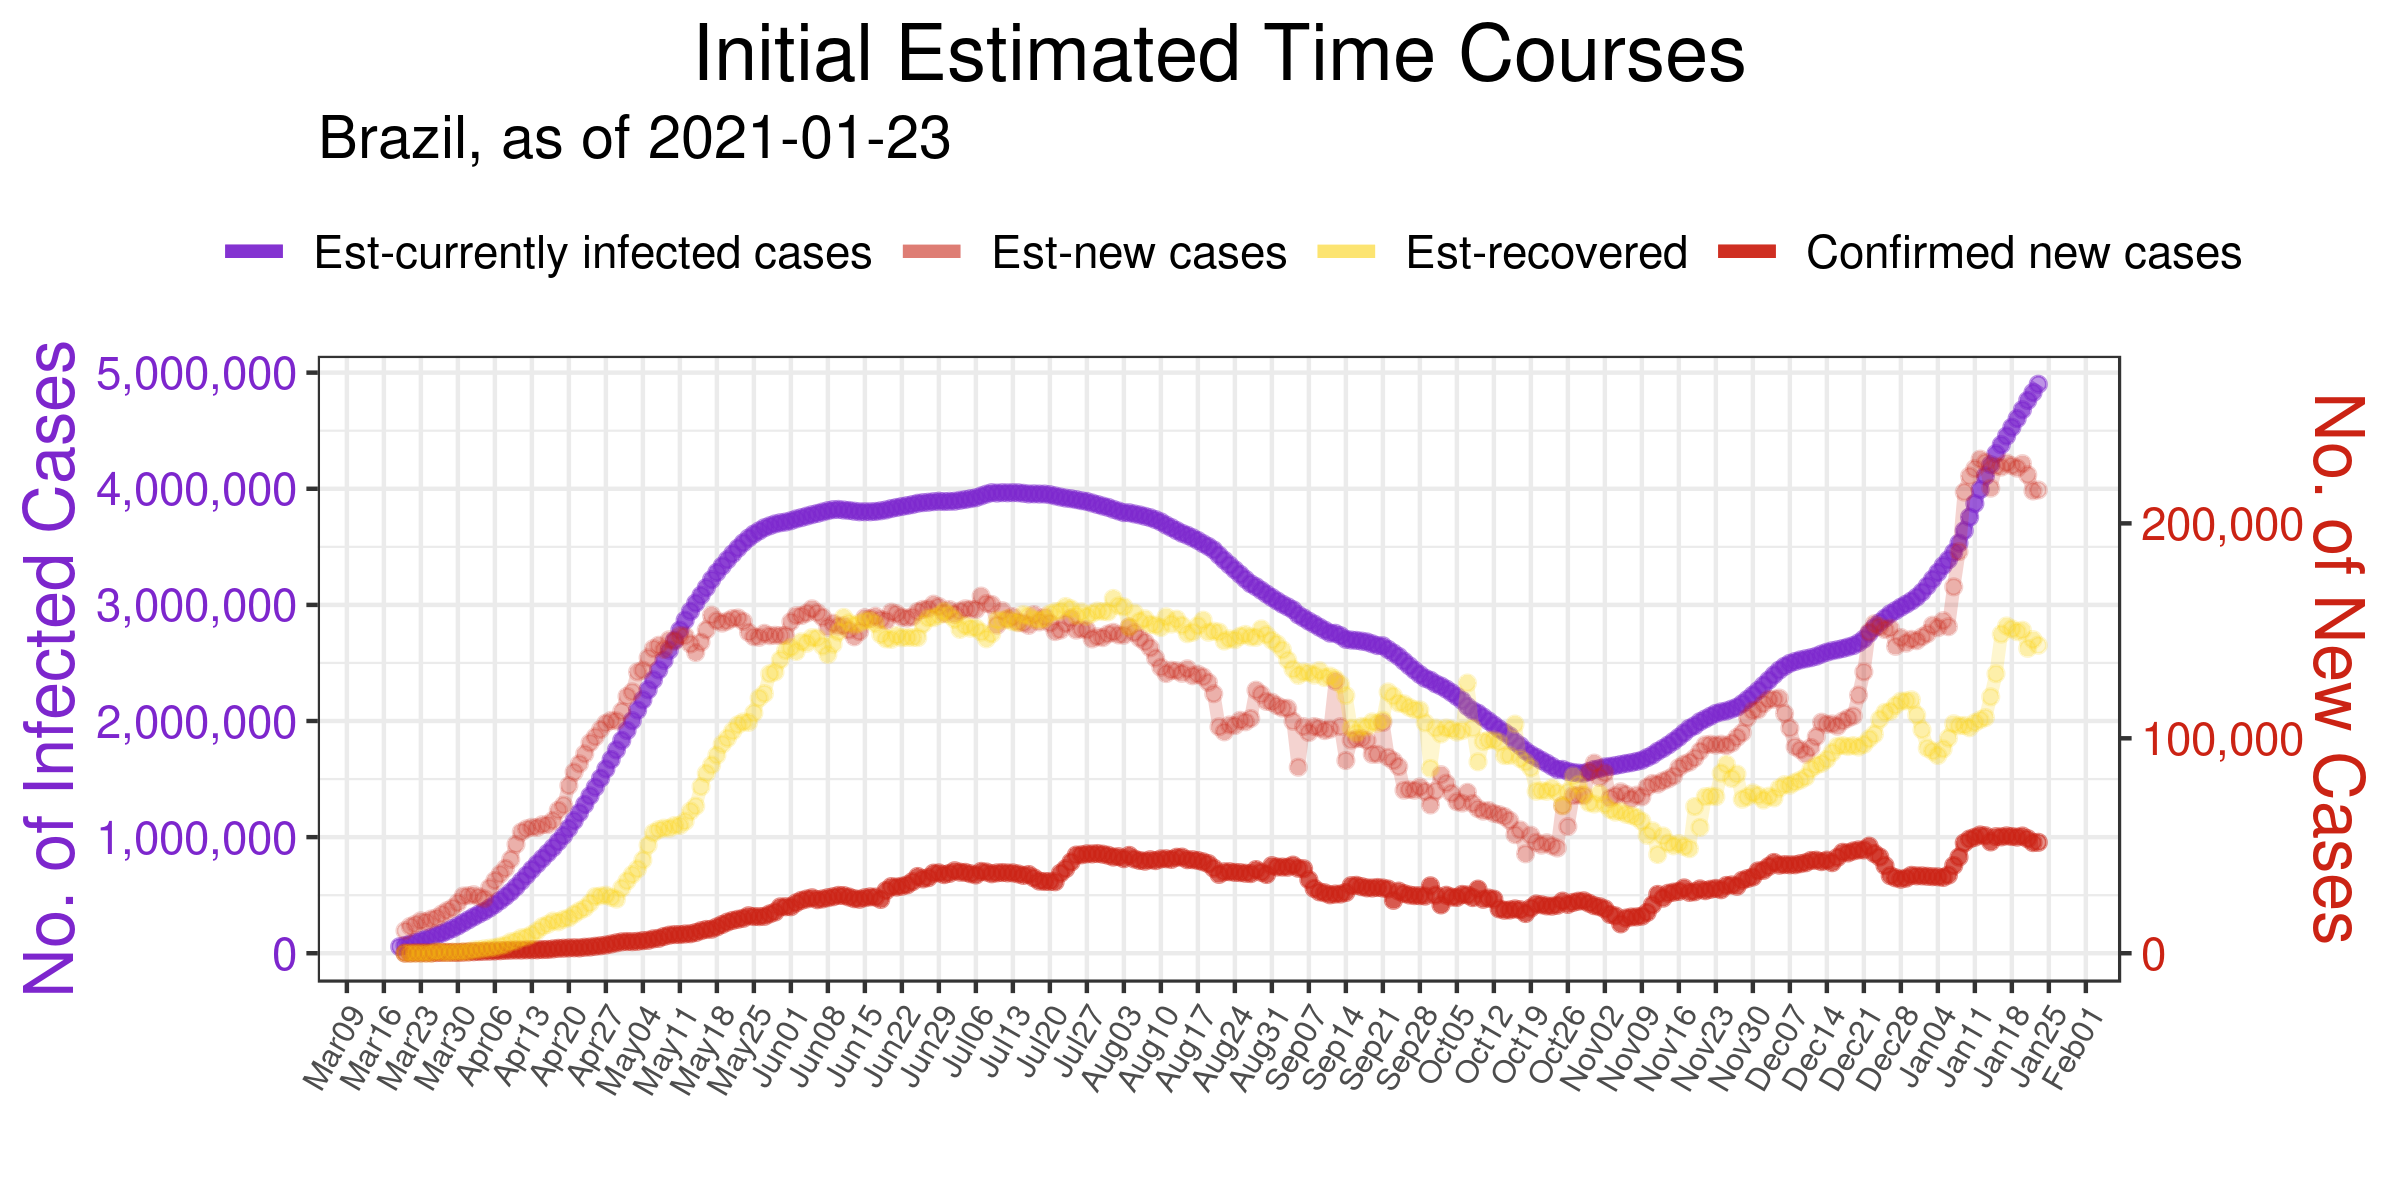 Initial Estimated Time Courses
Brazil, as of 2021-01-23
Est-currently infected cases Est-new cases Est-recovered Confirmed new cases
No. of Infected Cases
5,000,000
4,000,000
3,000,000
2,000,000
1,000,000
0
200,000
100,000
0
No. of New Cases
Mar09 Mar16 Mar23 Mar30 Apr06 Apr13 Apr20 Apr27 May04 May11 May18 May25 Jun01 Jun08 Jun15 Jun22 Jun29 Jul06 Jul13 Jul20 Jul27 Aug03 Aug10 Aug17 Aug24 Aug31 Sep07 Sep14 Sep21 Sep28 Oct05 Oct12 Oct19 Oct26 Nov02 Nov09 Nov16 Nov23 Nov30 Dec07 Dec14 Dec21 Dec28 Jan04 Jan11 Jan18 Jan25 Feb01